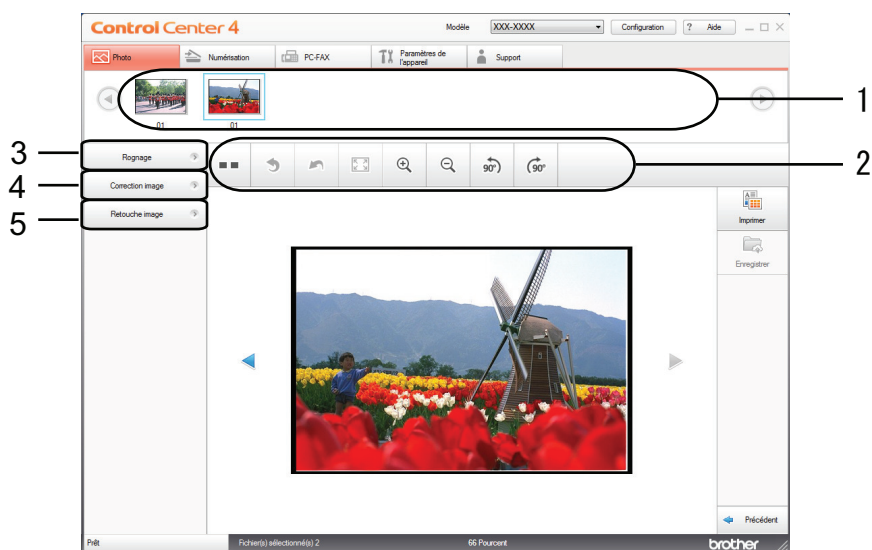 Control Center 4
Modèle XXX-XXXX Configuration ? Aide
Photo Numérisation PC-FAX Paramètres de l'appareil Support
01 01
1
2
3
4
5
Rognage
Correction image
Retouche image
90° 90°
Imprimer
Enregistrer
Précédent
Prêt Fichier(s) sélectionné(s) 2 66 Pourcent brother